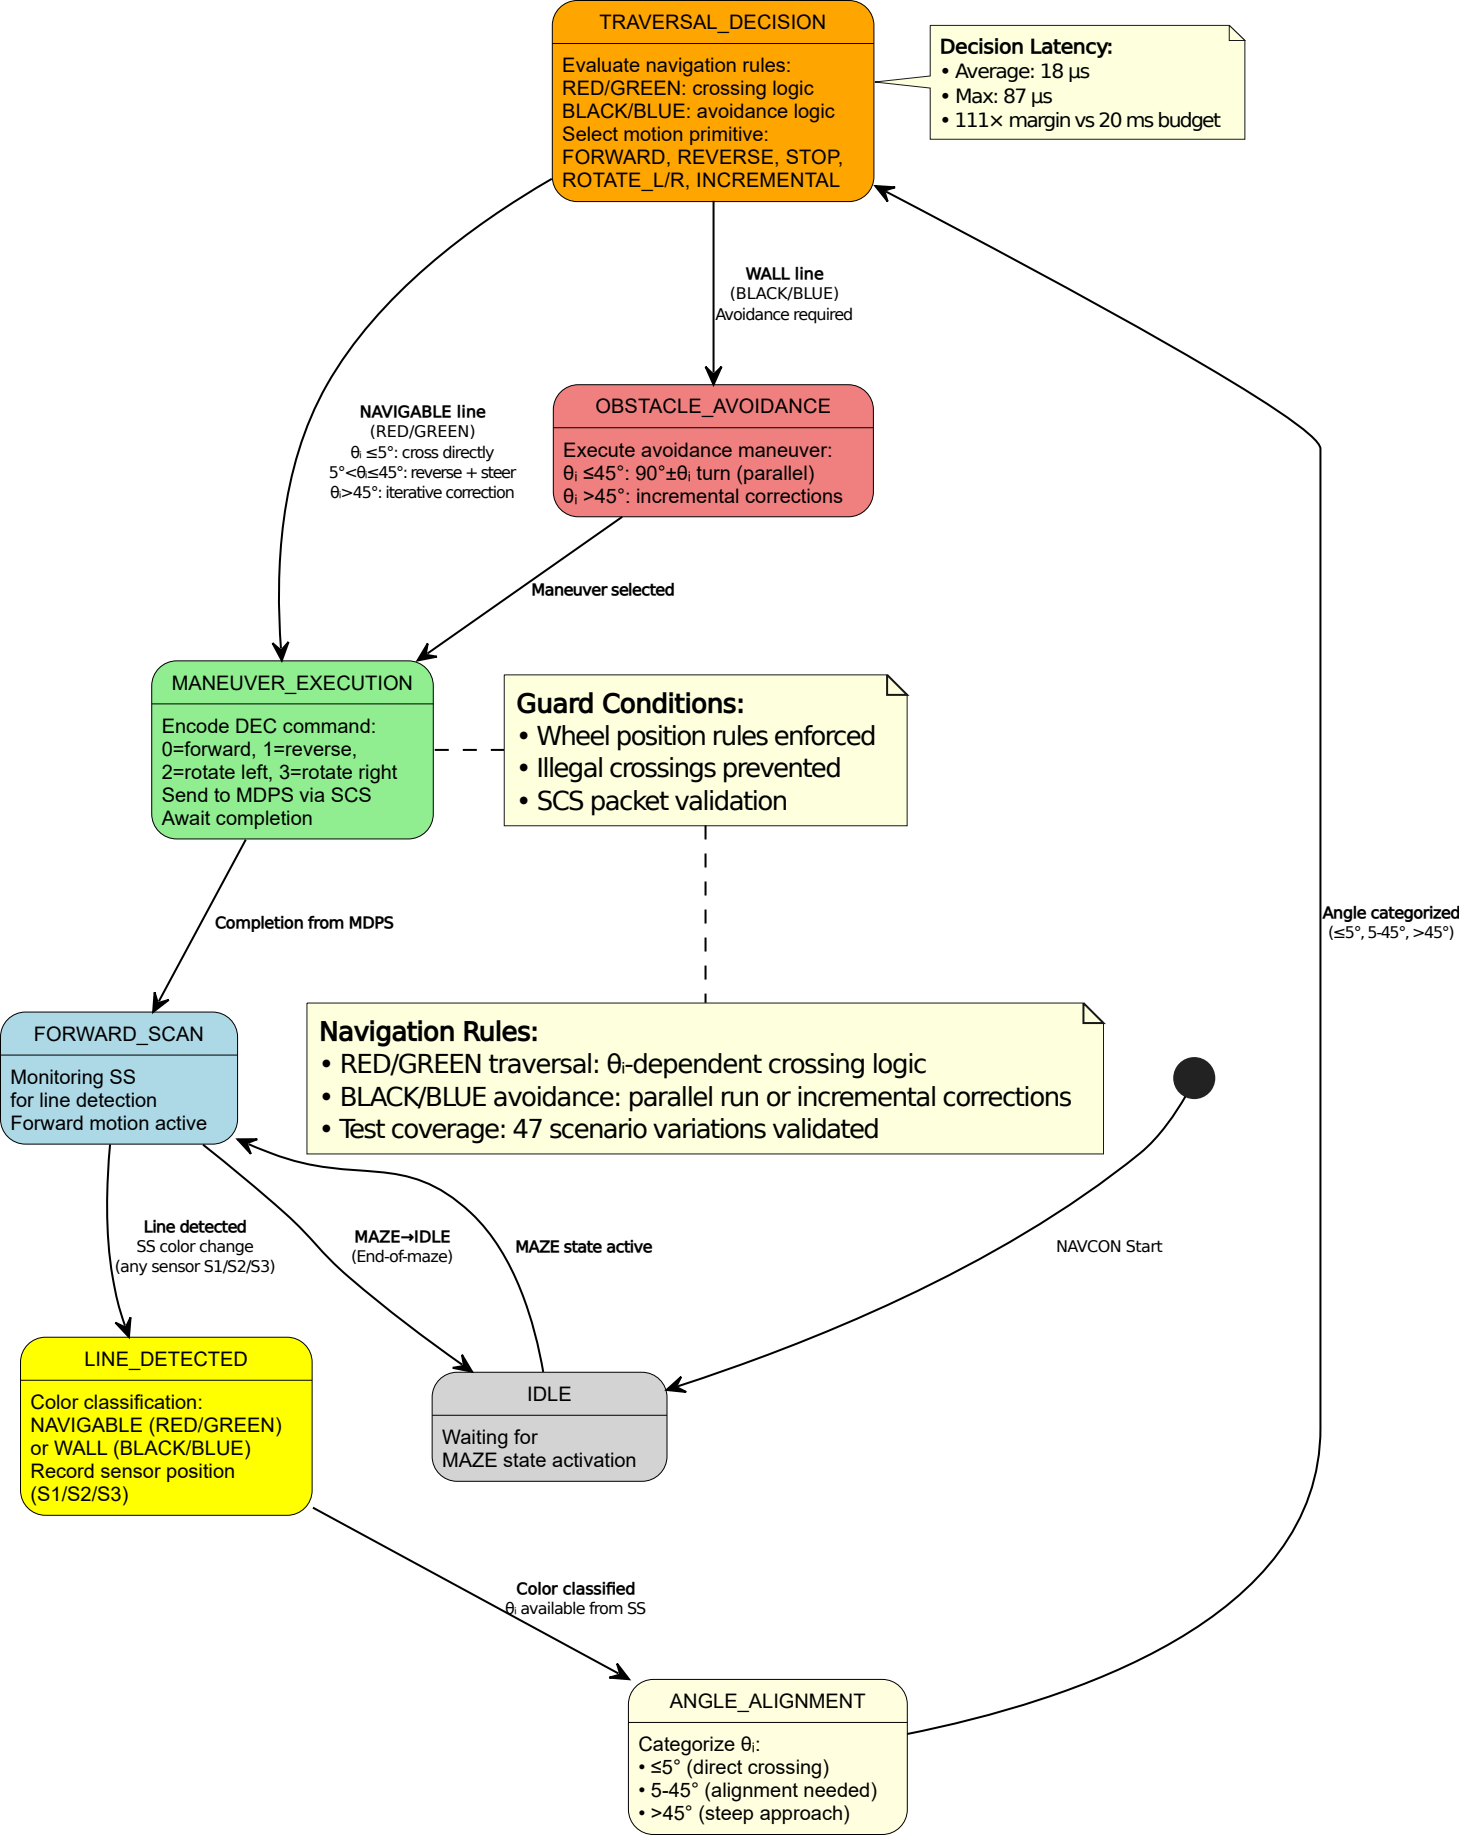 TRAVERSAL_DECISION
Evaluate navigation rules:
RED/GREEN: crossing logic
BLACK/BLUE: avoidance logic
Select motion primitive:
FORWARD, REVERSE, STOP,
ROTATE_L/R, INCREMENTAL
Decision Latency:
• Average: 18 μs
• Max: 87 μs
• 111× margin vs 20 ms budget
WALL line
(BLACK/BLUE)
Avoidance required
NAVIGABLE line
(RED/GREEN)
θᵢ ≤5°: cross directly
5°<θᵢ≤45°: reverse + steer
θᵢ>45°: iterative correction
OBSTACLE_AVOIDANCE
Execute avoidance maneuver:
θᵢ ≤45°: 90°±θᵢ turn (parallel)
θᵢ >45°: incremental corrections
Maneuver selected
MANEUVER_EXECUTION
Encode DEC command:
0=forward, 1=reverse,
2=rotate left, 3=rotate right
Send to MDPS via SCS
Await completion
Guard Conditions:
• Wheel position rules enforced
• Illegal crossings prevented
• SCS packet validation
Completion from MDPS
Angle categorized
(≤5°, 5-45°, >45°)
FORWARD_SCAN
Monitoring SS
for line detection
Forward motion active
Navigation Rules:
• RED/GREEN traversal: θᵢ-dependent crossing logic
• BLACK/BLUE avoidance: parallel run or incremental corrections
• Test coverage: 47 scenario variations validated
Line detected
SS color change
(any sensor S1/S2/S3)
MAZE→IDLE
(End-of-maze)
MAZE state active
NAVCON Start
LINE_DETECTED
Color classification:
NAVIGABLE (RED/GREEN)
or WALL (BLACK/BLUE)
Record sensor position
(S1/S2/S3)
IDLE
Waiting for
MAZE state activation
Color classified
θᵢ available from SS
ANGLE_ALIGNMENT
Categorize θᵢ:
• ≤5° (direct crossing)
• 5-45° (alignment needed)
• >45° (steep approach)